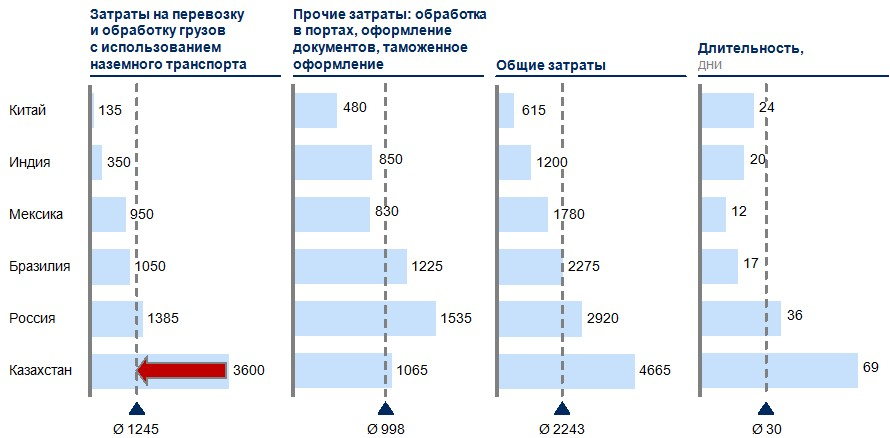 Затраты на перевозку
и обработку грузов
с использованием
наземного транспорта
Прочие затраты: обработка
в портах, оформление
документов, таможенное
оформление
Общие затраты
Длительность,
дни
Китай 135 480 615 24
Индия 350 850 1200 20
Мексика 950 830 1780 12
Бразилия 1050 1225 2275 17
Россия 1385 1535 2920 36
Казахстан 3600 1065 4665 69
Ø 1245 Ø 998 Ø 2243 Ø 30